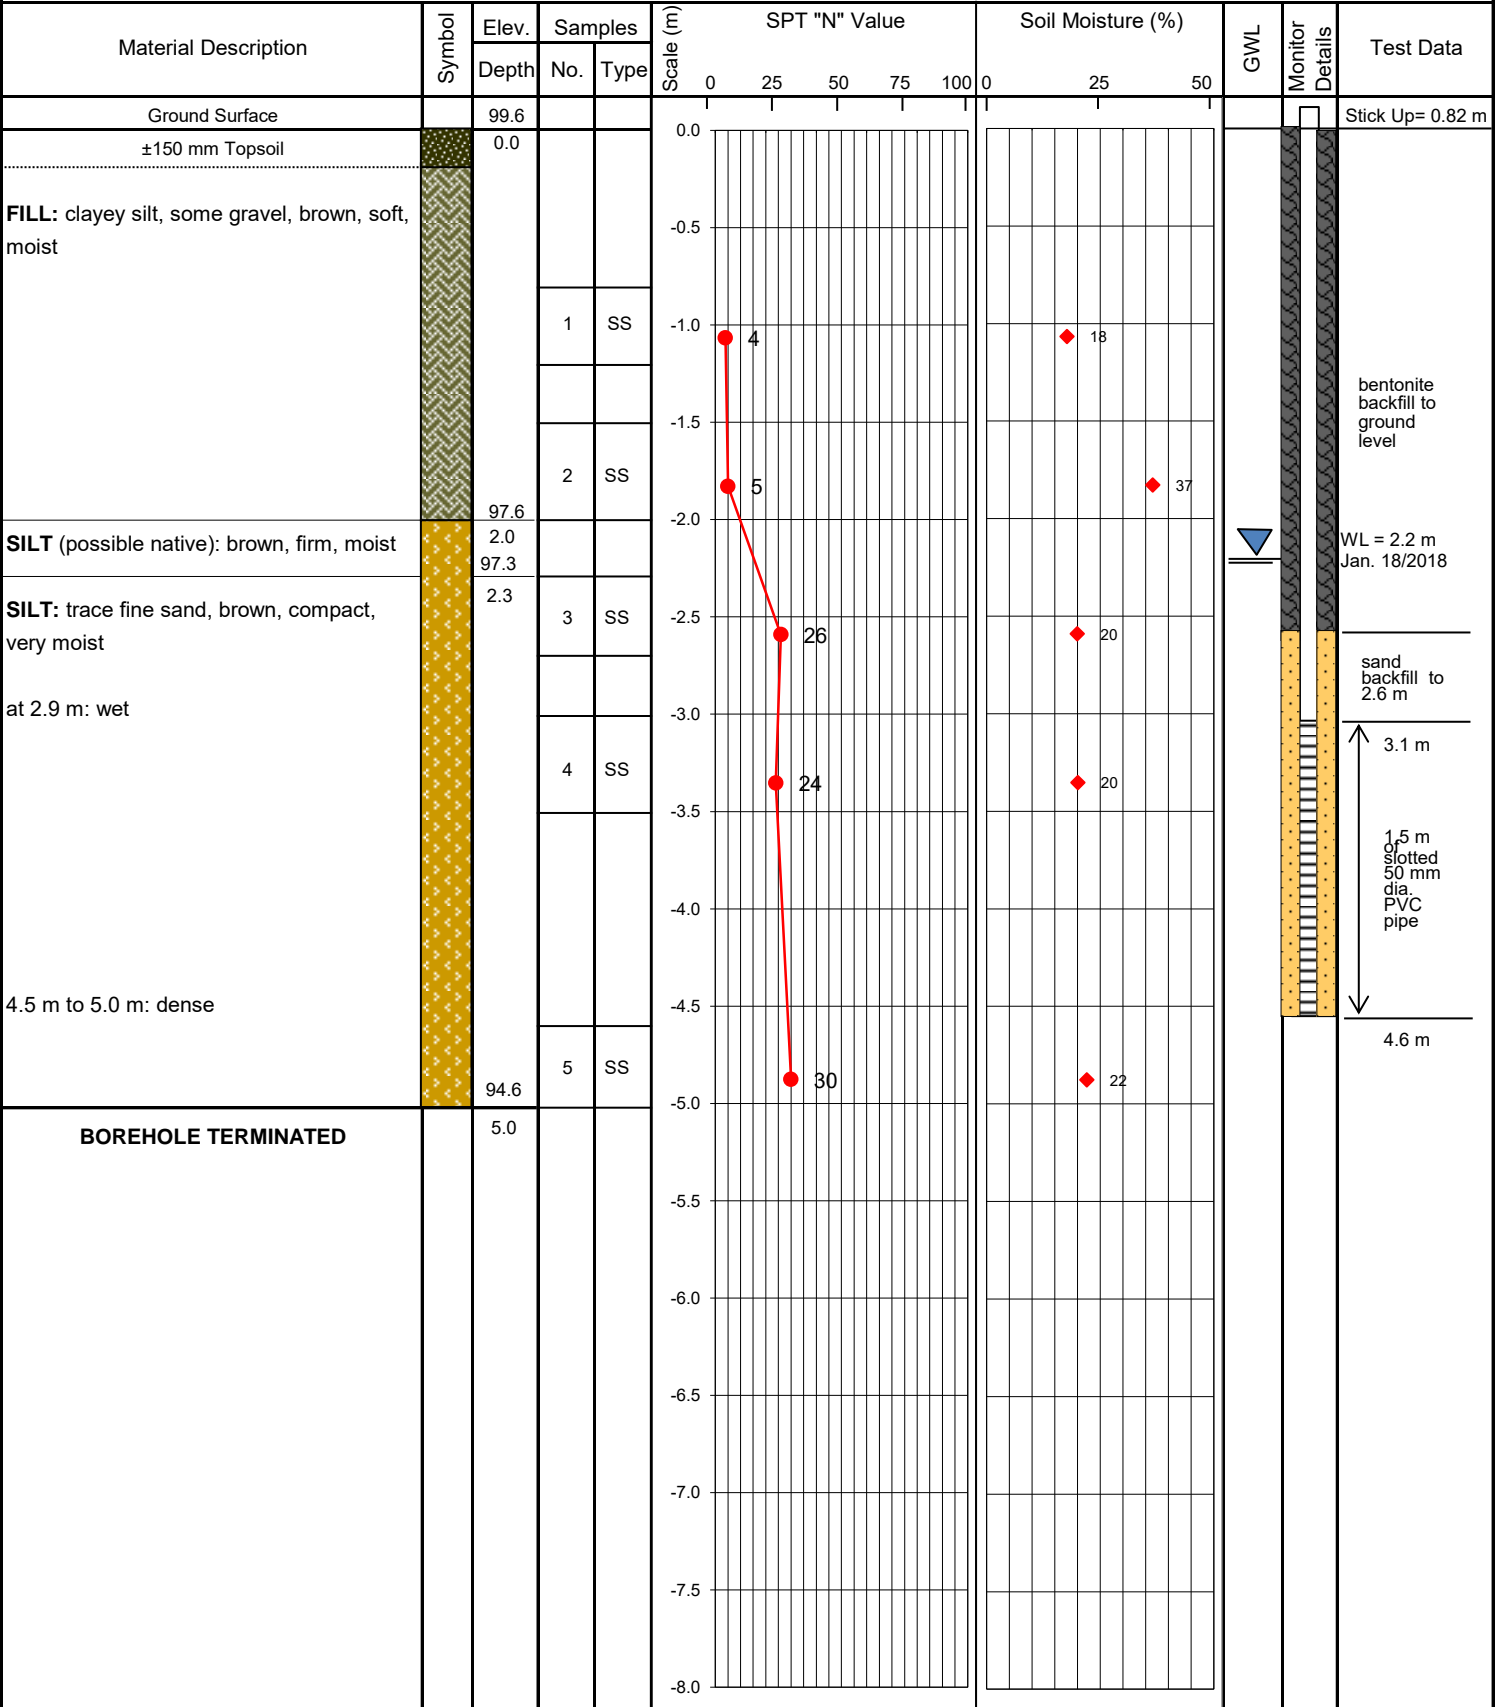 Material Description
Symbol
Elev.
Depth
Samples
No.
Type
Scale (m)
SPT "N" Value
0 25 50 75 100
Soil Moisture (%)
0 25 50
GWL
Monitor
Details
Test Data
Ground Surface
99.6
Stick Up= 0.82 m
±150 mm Topsoil
0.0
FILL: clayey silt, some gravel, brown, soft,
moist
1 SS
2 SS
97.6
SILT (possible native): brown, firm, moist
2.0
97.3
SILT: trace fine sand, brown, compact,
very moist
2.3
3 SS
at 2.9 m: wet
4 SS
4.5 m to 5.0 m: dense
5 SS
94.6
BOREHOLE TERMINATED
5.0
0.0
-0.5
-1.0
-1.5
-2.0
-2.5
-3.0
-3.5
-4.0
-4.5
-5.0
-5.5
-6.0
-6.5
-7.0
-7.5
-8.0
4
5
26
24
30
18
37
20
20
22
bentonite
backfill to
ground
level
WL = 2.2 m
Jan. 18/2018
sand
backfill to
2.6 m
3.1 m
1.5 m
of
slotted
50 mm
dia.
PVC
pipe
4.6 m